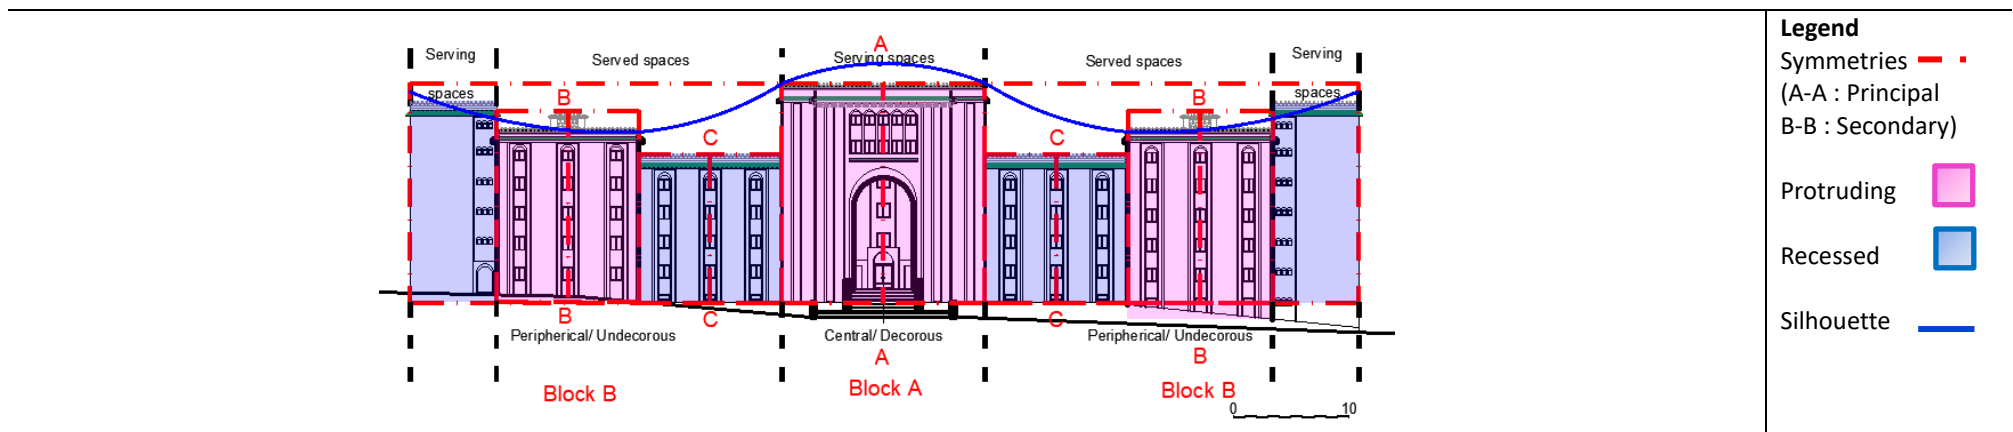 Serving
spaces
Served spaces
A
Serving spaces
Served spaces
Serving
spaces
B
B
C
C
B
C
C
Peripherical/ Undecorous
Central/ Decorous
Peripherical/ Undecorous
A
B
Block B
Block A
Block B
0 10
Legend
Symmetries
(A-A : Principal
B-B : Secondary)
Protruding
Recessed
Silhouette